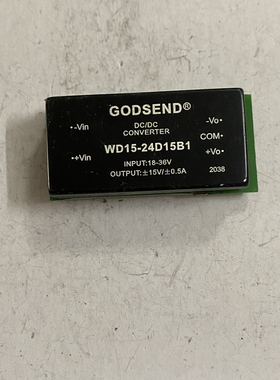 GODSEND®
DC/DC
CONVERTER
-Vin
-Vo
COM
+Vin
WD15-24D15B1
+Vo
INPUT:18-36V
OUTPUT:±15V/±0.5A
2038